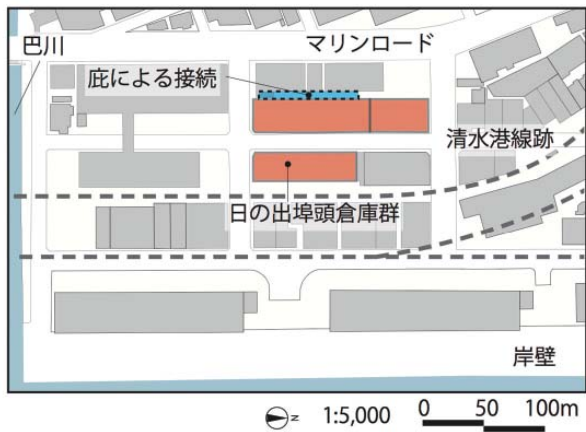 巴川
マリンロード
庇による接続
清水港線跡
日の出埠頭倉庫群
岸壁
N 1:5,000 0 50 100m